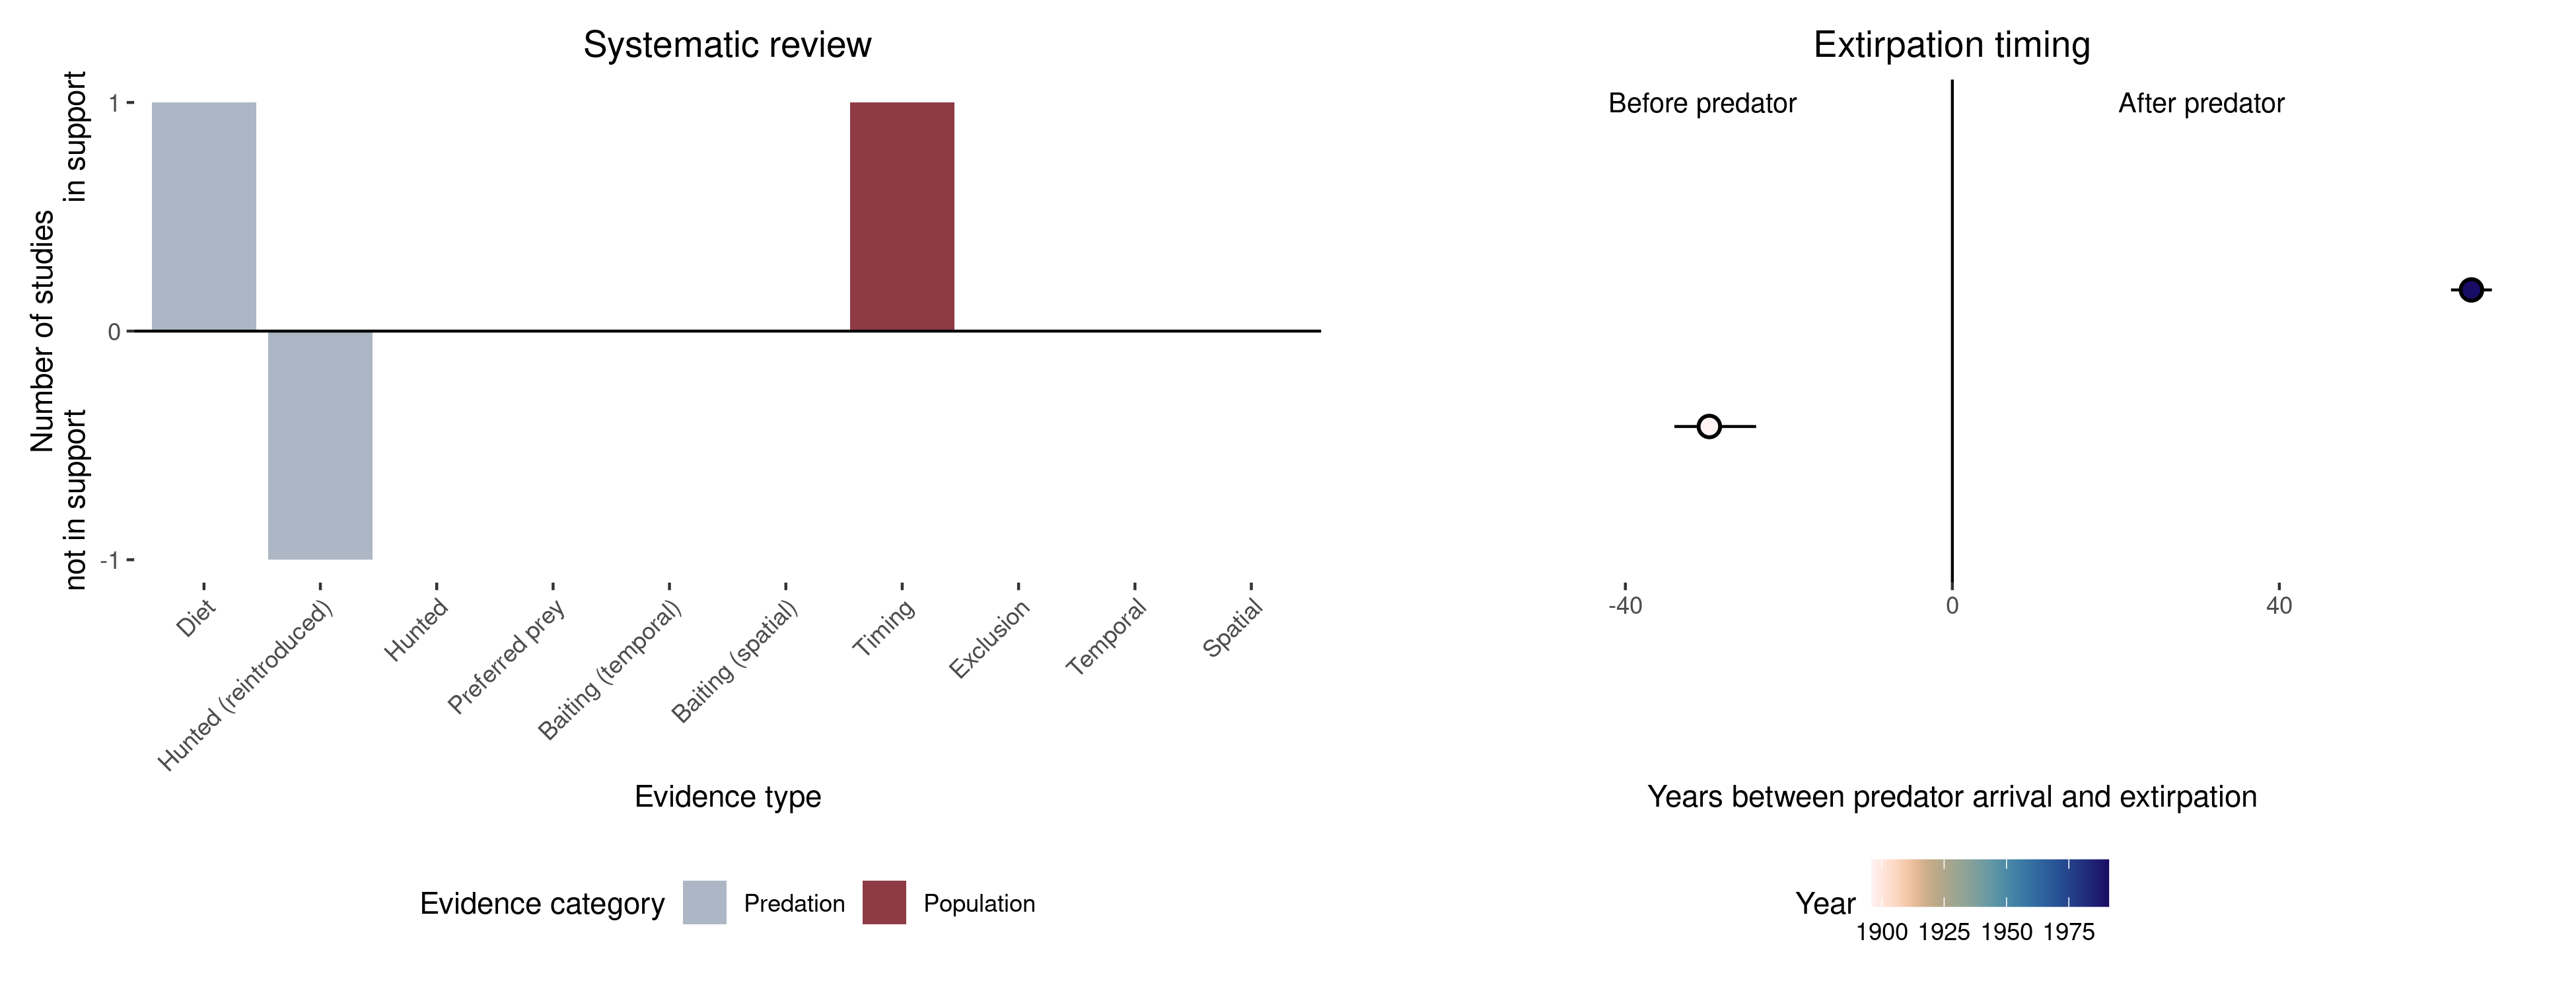 Systematic review
Number of studies
not in support
in support
1
0
-1
Diet
Hunted (reintroduced)
Hunted
Preferred prey
Baiting (temporal)
Baiting (spatial)
Timing
Exclusion
Temporal
Spatial
Evidence type
Evidence category
Predation
Population
Extirpation timing
Before predator
After predator
-40
0
40
Years between predator arrival and extirpation
Year
1900 1925 1950 1975